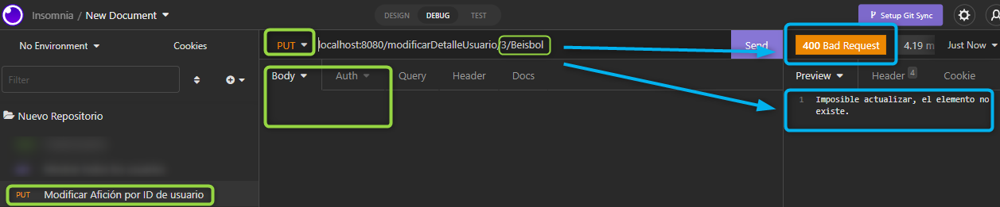 Insomnia / New Document
DESIGN DEBUG TEST
Setup Git Sync
No Environment Cookies
PUT localhost:8080/modificarDetalleUsuario/3/Beisbol Send
400 Bad Request 4.19 m Just Now
Filter
Body Auth Query Header Docs
Preview Header 4 Cookie
1 Imposible actualizar, el elemento no
existe.
Nuevo Repositorio
PUT Modificar Afición por ID de usuario